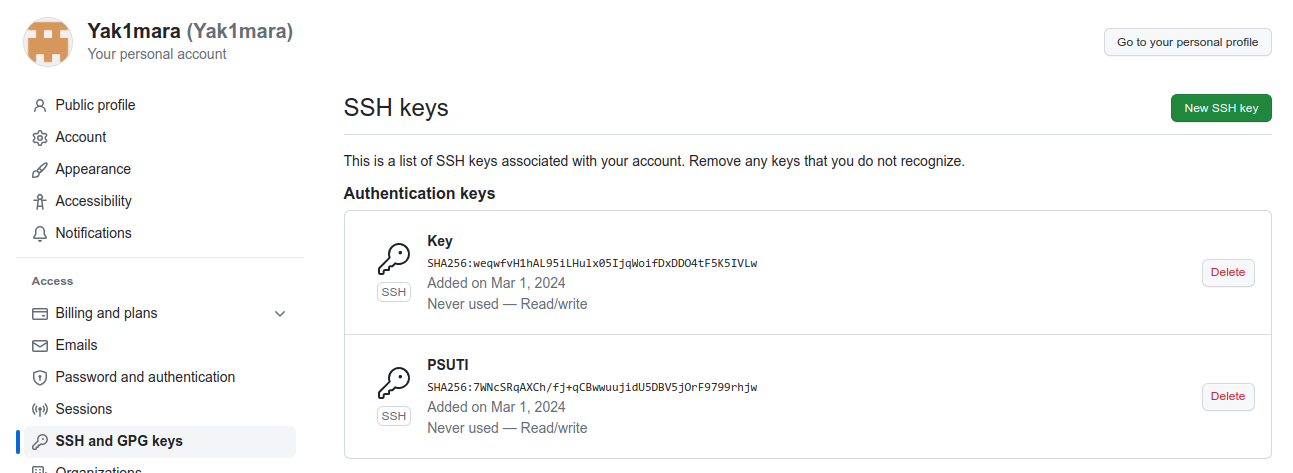 Yak1mara (Yak1mara)
Your personal account
Go to your personal profile
Public profile
Account
Appearance
Accessibility
Notifications
Access
Billing and plans
Emails
Password and authentication
Sessions
SSH and GPG keys
Organizations
SSH keys
New SSH key
This is a list of SSH keys associated with your account. Remove any keys that you do not recognize.
Authentication keys
Key
SHA256:weqwfvH1hAL95iLHulx05IjqWoifDxDDO4tF5K5IVLw
Added on Mar 1, 2024
Never used — Read/write
SSH
Delete
PSUTI
SHA256:7WNcSRqAXCh/fj+qCBwwuujidU5DBV5jOrF9799rhjw
Added on Mar 1, 2024
Never used — Read/write
SSH
Delete